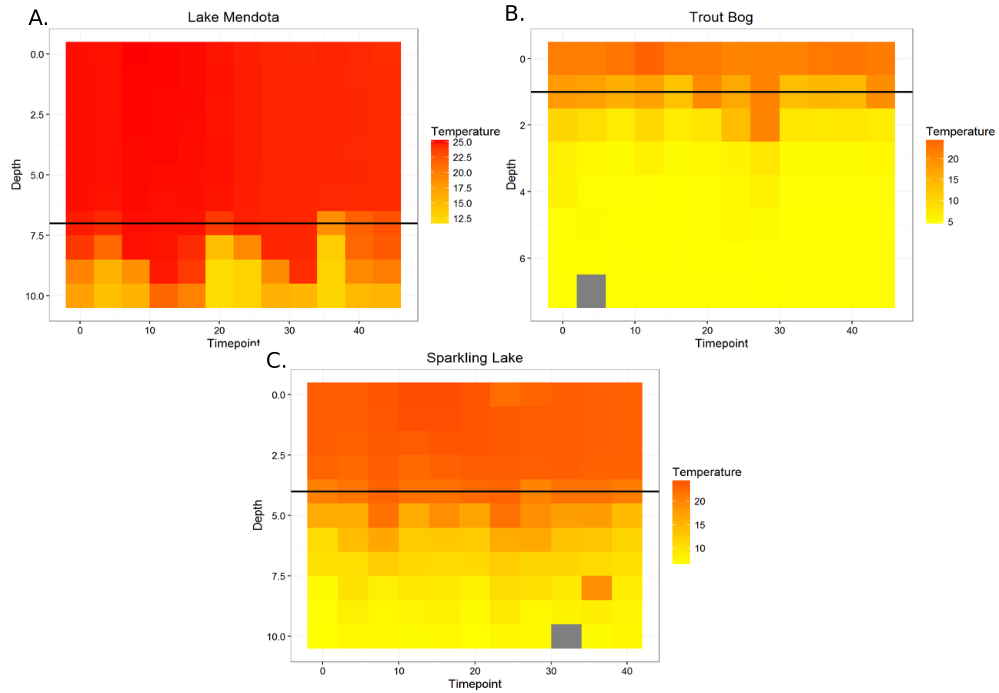 A.
Lake Mendota
0.0
2.5
5.0
7.5
10.0
Depth
0 10 20 30 40
Timepoint
Temperature
25.0
22.5
20.0
17.5
15.0
12.5
B.
Trout Bog
0
2
4
6
Depth
0 10 20 30 40
Timepoint
Temperature
20
15
10
5
C.
Sparkling Lake
0.0
2.5
5.0
7.5
10.0
Depth
0 10 20 30 40
Timepoint
Temperature
20
15
10